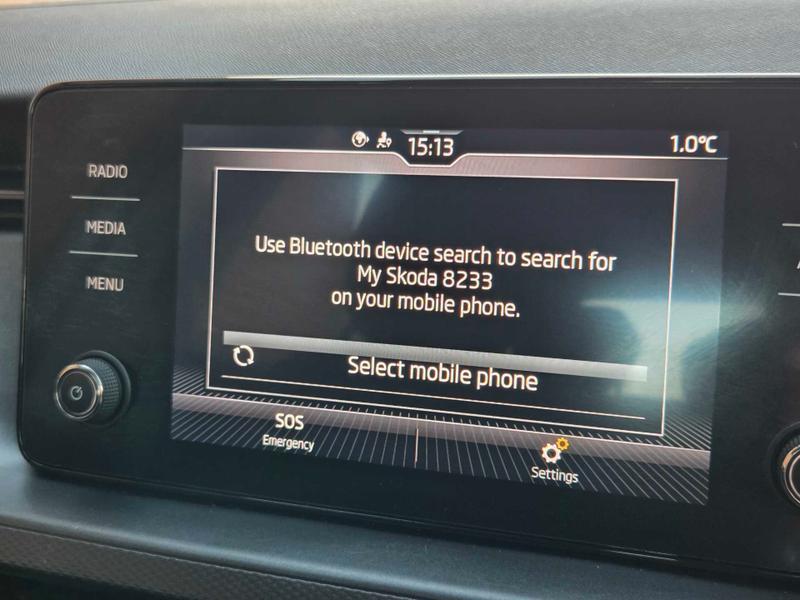 15:13
1.0°C
RADIO
MEDIA
MENU
Use Bluetooth device search to search for
My Skoda 8233
on your mobile phone.
Select mobile phone
SOS
Emergency
Settings